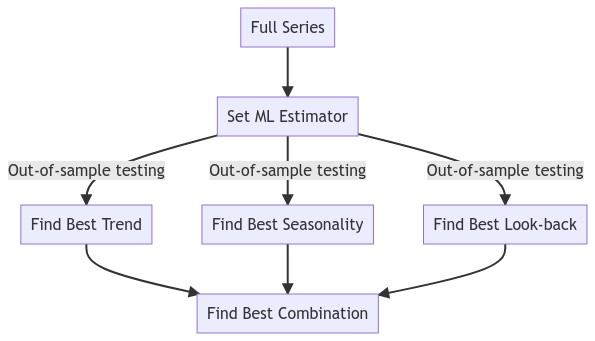 Full Series
Set ML Estimator
Out-of-sample testing
Out-of-sample testing
Out-of-sample testing
Find Best Trend
Find Best Seasonality
Find Best Look-back
Find Best Combination